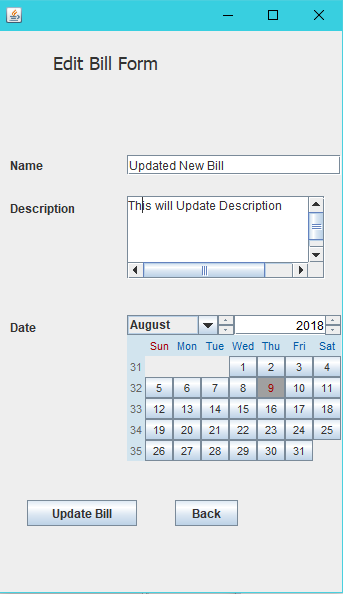 Edit Bill Form
Name Updated New Bill
Description This will Update Description
Date August 2018
Sun Mon Tue Wed Thu Fri Sat
31 1 2 3 4
32 5 6 7 8 9 10 11
33 12 13 14 15 16 17 18
34 19 20 21 22 23 24 25
35 26 27 28 29 30 31
Update Bill Back